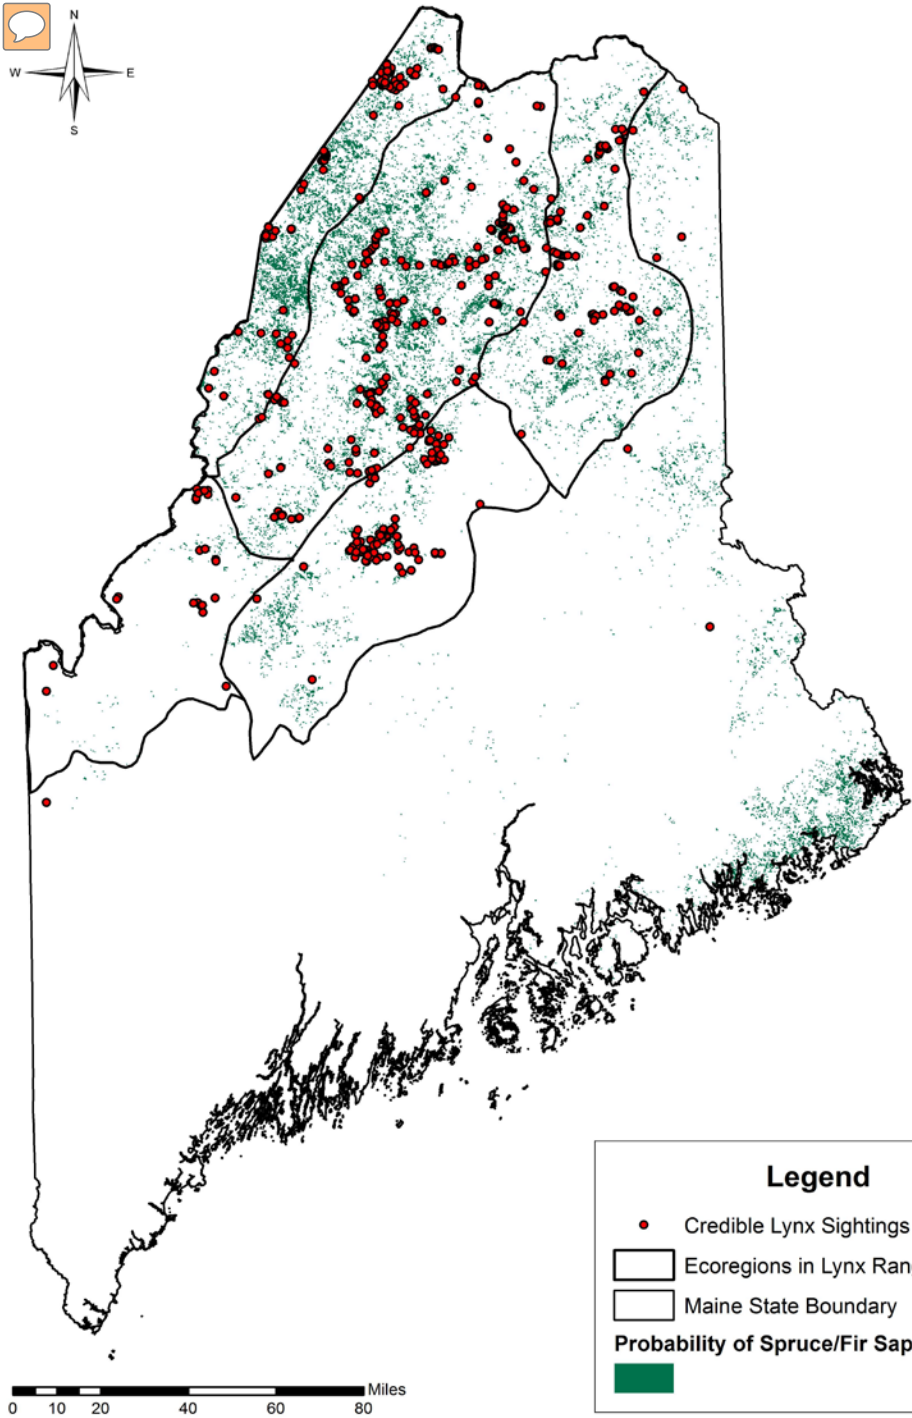 N
W E
S
Legend
Credible Lynx Sightings
Ecoregions in Lynx Ran
Maine State Boundary
Probability of Spruce/Fir Sap
Miles
0 10 20 40 60 80